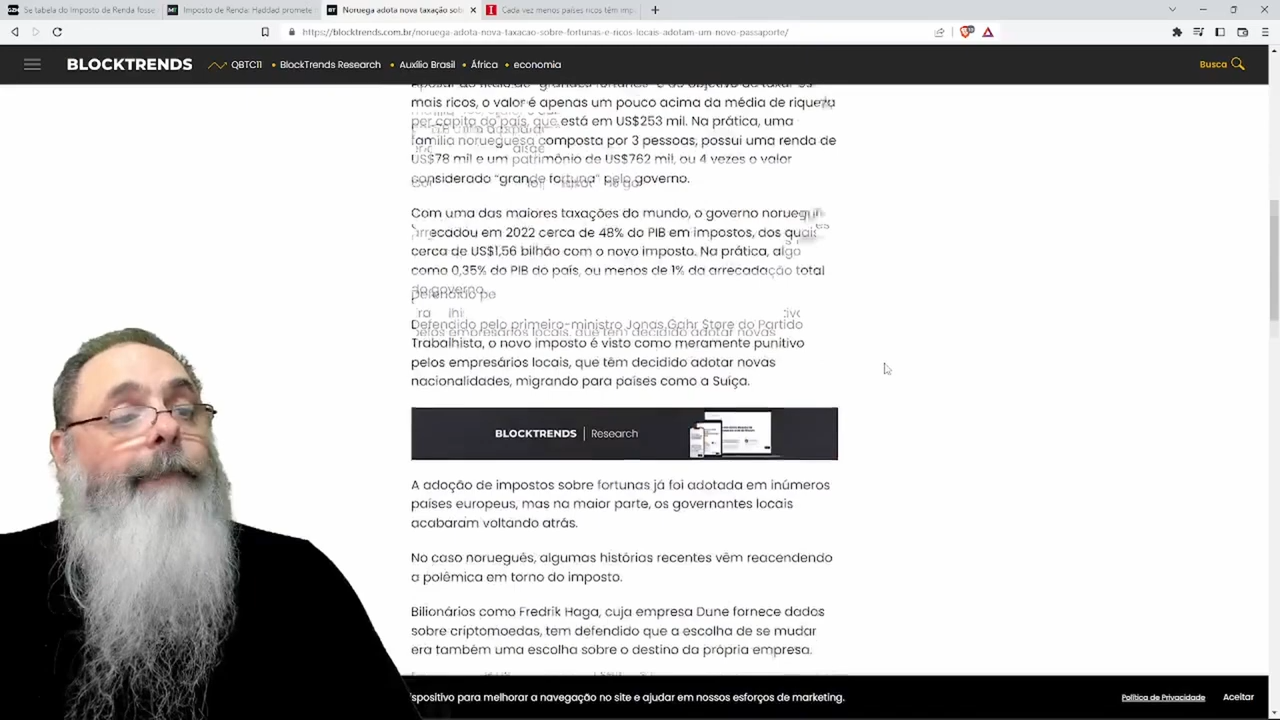 Se tabela do Imposto de Renda fosse
Imposto de Renda: Haddad promete
Noruega adota nova taxação sob
Cada vez menos países ricos têm imp
https://blocktrends.com.br/noruega-adota-nova-taxacao-sobre-fortunas-e-ricos-locais-adotam-um-novo-passaporte/
BLOCKTRENDS QBTC11 • BlockTrends Research • Auxílio Brasil • África • economia Busca
mais ricos, o valor é apenas um pouco acima da média de riqueza
per capita do país, que está em US$253 mil. Na prática, uma
família norueguesa composta por 3 pessoas, possui uma renda de
US$78 mil e um patrimônio de US$762 mil, ou 4 vezes o valor
considerado “grande fortuna” pelo governo.
Com uma das maiores taxações do mundo, o governo
arrecadou em 2022 cerca de 48% do PIB em impostos, dos quais
cerca de US$1,56 bilhão com o novo imposto. Na prática, algo
como 0,35% do PIB do país, ou menos de 1% da arrecadação total
do governo.
Defendido pelo primeiro-ministro Jonas Gahr Støre do Partido
Trabalhista, o novo imposto é visto como meramente punitivo
pelos empresários locais, que têm decidido adotar novas
nacionalidades, migrando para países como a Suíça.
BLOCKTRENDS | Research
A adoção de impostos sobre fortunas já foi adotada em inúmeros
países europeus, mas na maior parte, os governantes locais
acabaram voltando atrás.
No caso norueguês, algumas histórias recentes vêm reacendendo
a polêmica em torno do imposto.
Bilionários como Fredrik Haga, cuja empresa Dune fornece dados
sobre criptomoedas, tem defendido que a escolha de se mudar
era também uma escolha sobre o destino da própria empresa.
ispositivo para melhorar a navegação no site e ajudar em nossos esforços de marketing.
Política de Privacidade Aceitar